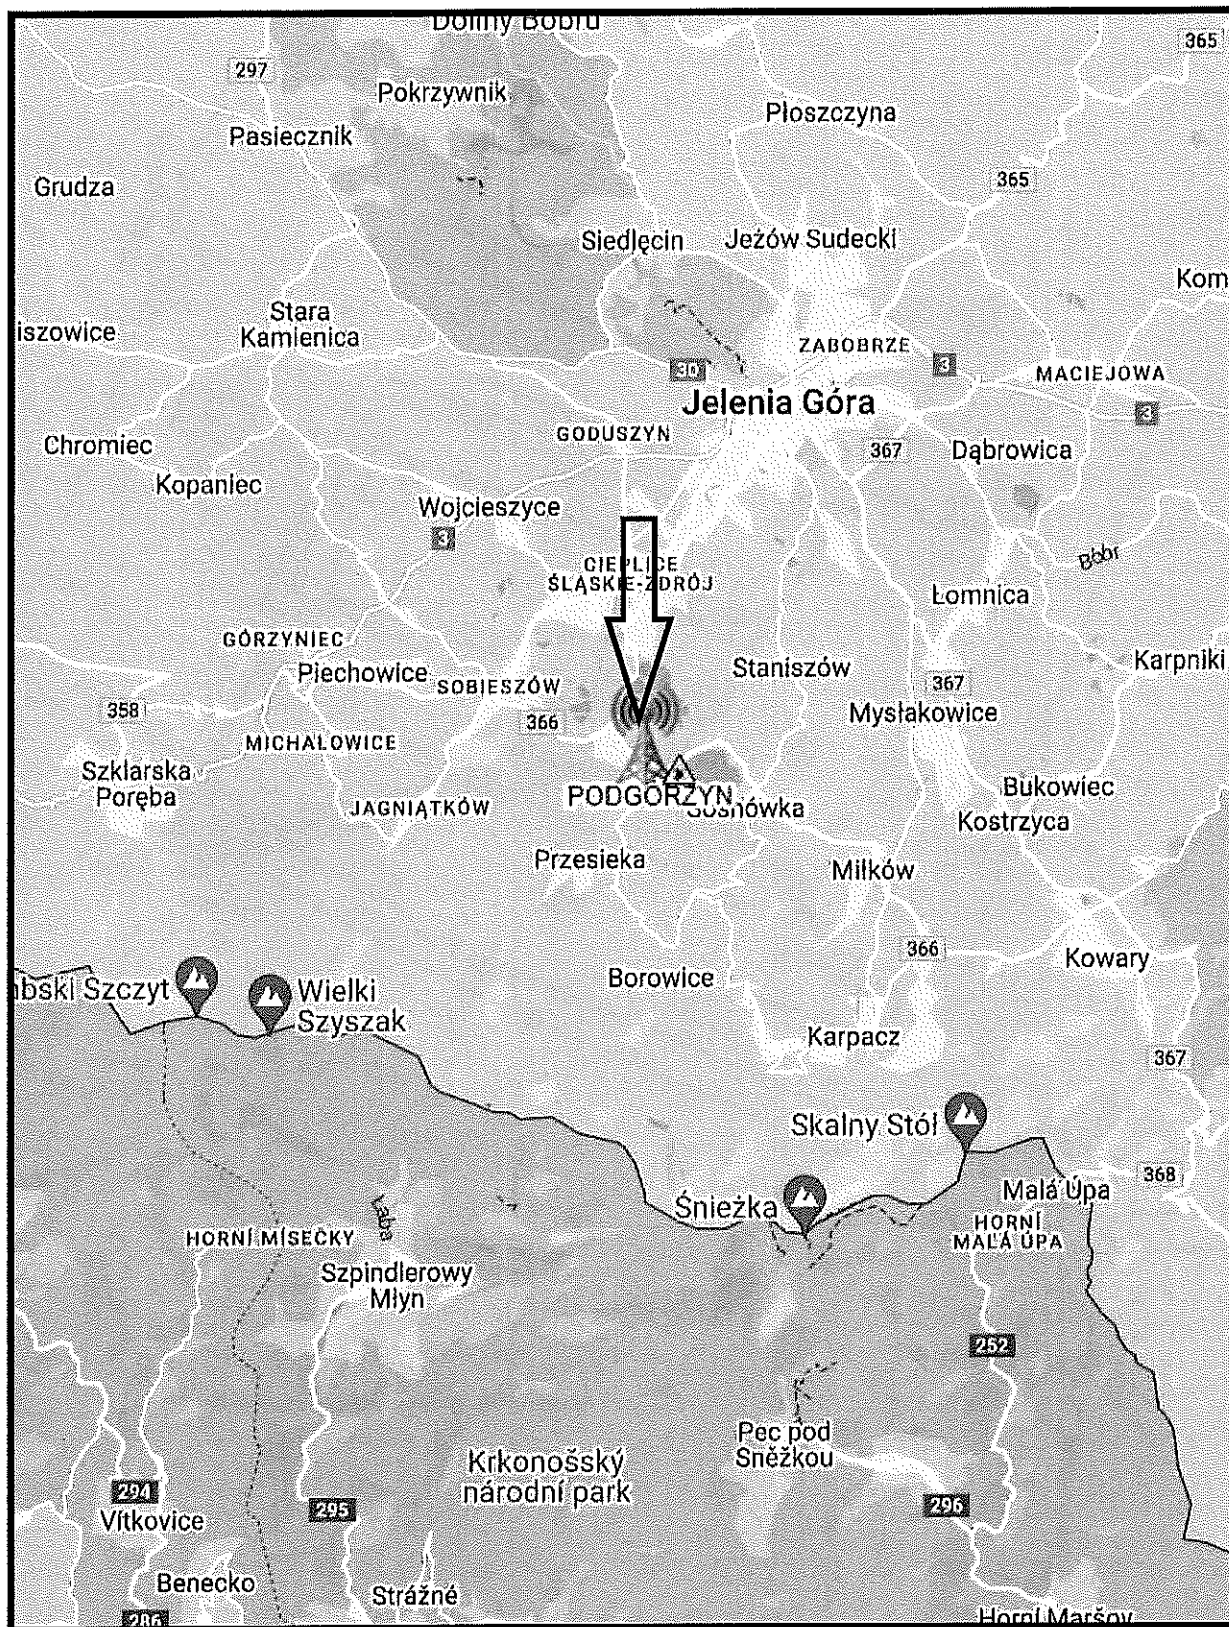 Doliny Bobru
365
297
Pokrzywnik
Płoszczyna
Pasiecznik
Grudza
365
Siedlęcin
Jeżów Sudecki
Kom
Stara
Kamienica
iszowice
ZABOBRZE
3
30
MACIEJOWA
Jelenia Góra
3
GODUSZYN
Chromiec
367
Dąbrowica
Kopaniec
Wojcieszyce
3
Bóbr
CIEPLICE
ŚLĄSKIE-ZDRÓJ
Łomnica
GÓRZYNIEC
Piechowice
SOBIESZÓW
Staniszów
Karpniki
367
358
366
Mysłakowice
MICHAŁOWICE
Szklarska
Poręba
JAGNIĄTKÓW
PODGÓRZYN
Sosnówka
Bukowiec
Kostrzyca
Przesieka
Miłków
366
Kowary
Borowice
bski Szczyt
Wielki
Szyszak
Karpacz
367
Skalny Stół
368
Śnieżka
Malá Úpa
Laba
HORNÍ MÍSEČKY
HORNÍ
MALÁ ÚPA
Szpindlerowy
Młyn
252
Pec pod
Sněžkou
Krkonošský
národní park
294
295
296
Vítkovice
Benecko
Strážné
286
Horní Maršov